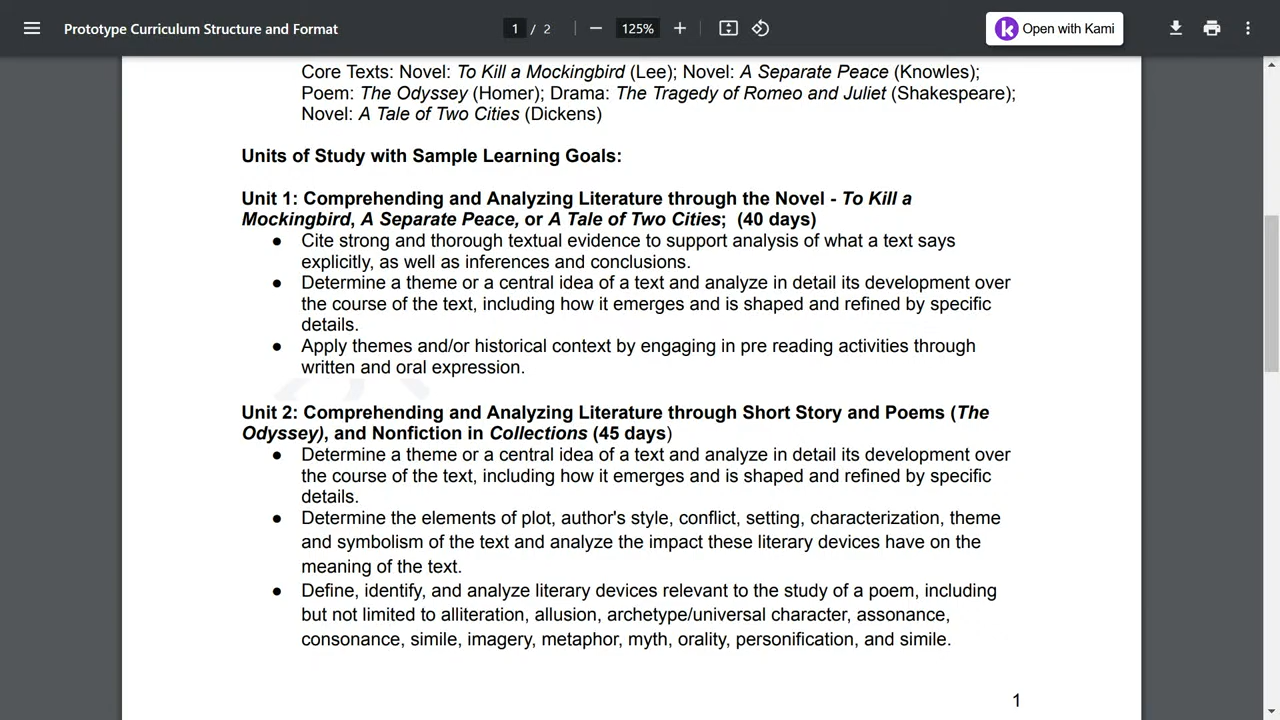 Prototype Curriculum Structure and Format
1 / 2
125%
Open with Kami
Core Texts: Novel: To Kill a Mockingbird (Lee); Novel: A Separate Peace (Knowles);
Poem: The Odyssey (Homer); Drama: The Tragedy of Romeo and Juliet (Shakespeare);
Novel: A Tale of Two Cities (Dickens)
Units of Study with Sample Learning Goals:
Unit 1: Comprehending and Analyzing Literature through the Novel - To Kill a
Mockingbird, A Separate Peace, or A Tale of Two Cities; (40 days)
● Cite strong and thorough textual evidence to support analysis of what a text says
explicitly, as well as inferences and conclusions.
● Determine a theme or a central idea of a text and analyze in detail its development over
the course of the text, including how it emerges and is shaped and refined by specific
details.
● Apply themes and/or historical context by engaging in pre reading activities through
written and oral expression.
Unit 2: Comprehending and Analyzing Literature through Short Story and Poems (The
Odyssey), and Nonfiction in Collections (45 days)
● Determine a theme or a central idea of a text and analyze in detail its development over
the course of the text, including how it emerges and is shaped and refined by specific
details.
● Determine the elements of plot, author's style, conflict, setting, characterization, theme
and symbolism of the text and analyze the impact these literary devices have on the
meaning of the text.
● Define, identify, and analyze literary devices relevant to the study of a poem, including
but not limited to alliteration, allusion, archetype/universal character, assonance,
consonance, simile, imagery, metaphor, myth, orality, personification, and simile.
1